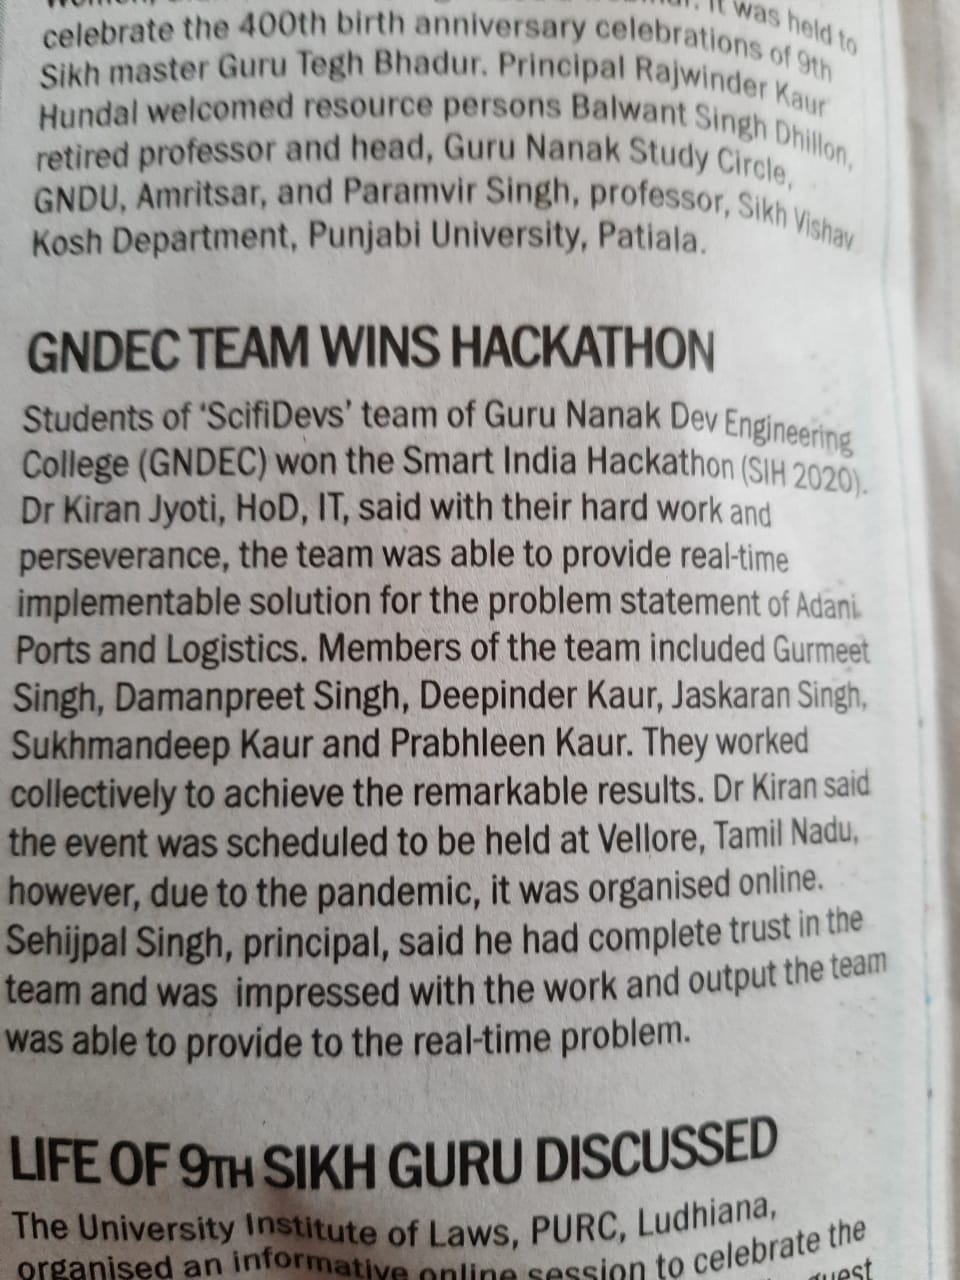 It was held to
celebrate the 400th birth anniversary celebrations of 9th
Sikh master Guru Tegh Bhadur. Principal Rajwinder Kaur
Hundal welcomed resource persons Balwant Singh Dhillon,
retired professor and head, Guru Nanak Study Circle,
GNDU, Amritsar, and Paramvir Singh, professor, Sikh Vishav
Kosh Department, Punjabi University, Patiala.
GNDEC TEAM WINS HACKATHON
Students of ‘ScifiDevs’ team of Guru Nanak Dev Engineering
College (GNDEC) won the Smart India Hackathon (SIH 2020).
Dr Kiran Jyoti, HoD, IT, said with their hard work and
perseverance, the team was able to provide real-time
implementable solution for the problem statement of Adani
Ports and Logistics. Members of the team included Gurmeet
Singh, Damanpreet Singh, Deepinder Kaur, Jaskaran Singh,
Sukhmandeep Kaur and Prabhleen Kaur. They worked
collectively to achieve the remarkable results. Dr Kiran said
the event was scheduled to be held at Vellore, Tamil Nadu,
however, due to the pandemic, it was organised online.
Sehijpal Singh, principal, said he had complete trust in the
team and was impressed with the work and output the team
was able to provide to the real-time problem.
LIFE OF 9TH SIKH GURU DISCUSSED
The University Institute of Laws, PURC, Ludhiana,
organised an informative online session to celebrate the